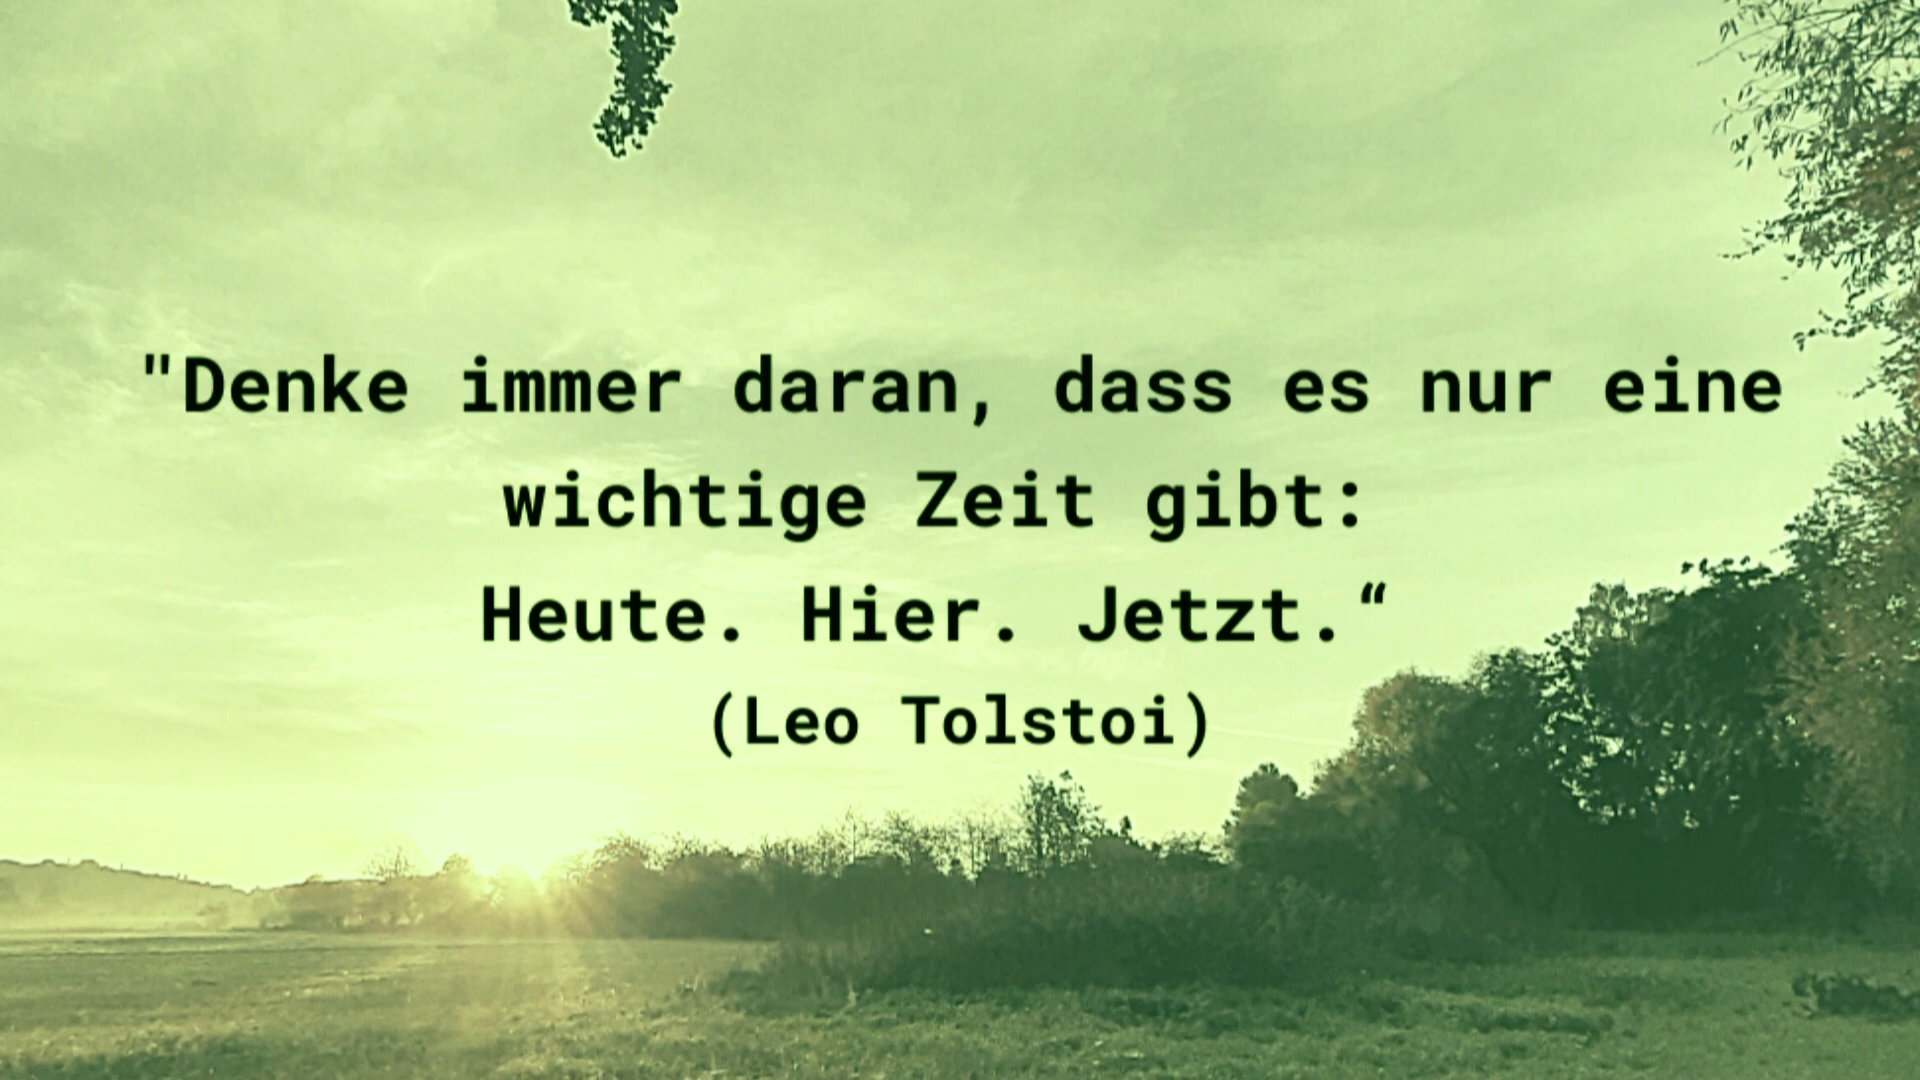 "Denke immer daran, dass es nur eine
wichtige Zeit gibt:
Heute. Hier. Jetzt.“
(Leo Tolstoi)